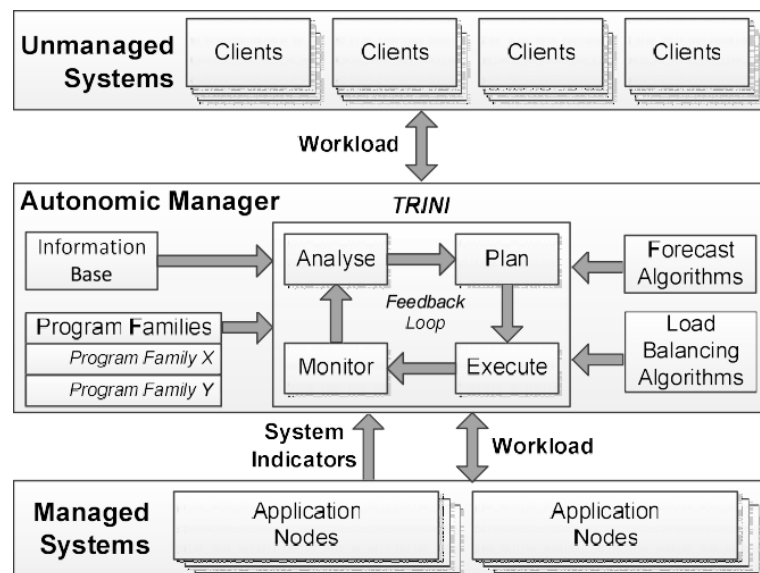 Unmanaged
Systems
Clients
Clients
Clients
Clients
Workload
Autonomic Manager
TRINI
Information
Base
Analyse
Plan
Forecast
Algorithms
Feedback
Loop
Program Families
Program Family X
Program Family Y
Monitor
Execute
Load
Balancing
Algorithms
System
Indicators
Workload
Managed
Systems
Application
Nodes
Application
Nodes